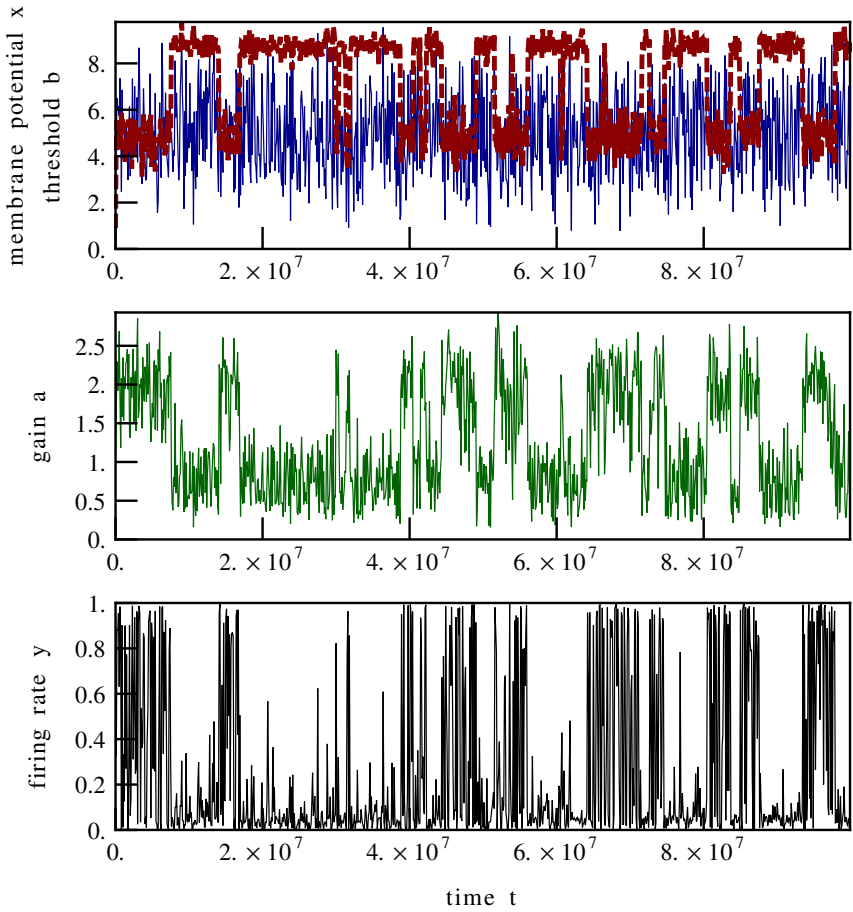 membrane potential x
threshold b
8.
6.
4.
2.
0.
0. 2. × 10^7 4. × 10^7 6. × 10^7 8. × 10^7
gain a
2.5
2.
1.5
1.
0.5
0.
0. 2. × 10^7 4. × 10^7 6. × 10^7 8. × 10^7
firing rate y
1.
0.8
0.6
0.4
0.2
0.
0. 2. × 10^7 4. × 10^7 6. × 10^7 8. × 10^7
time t